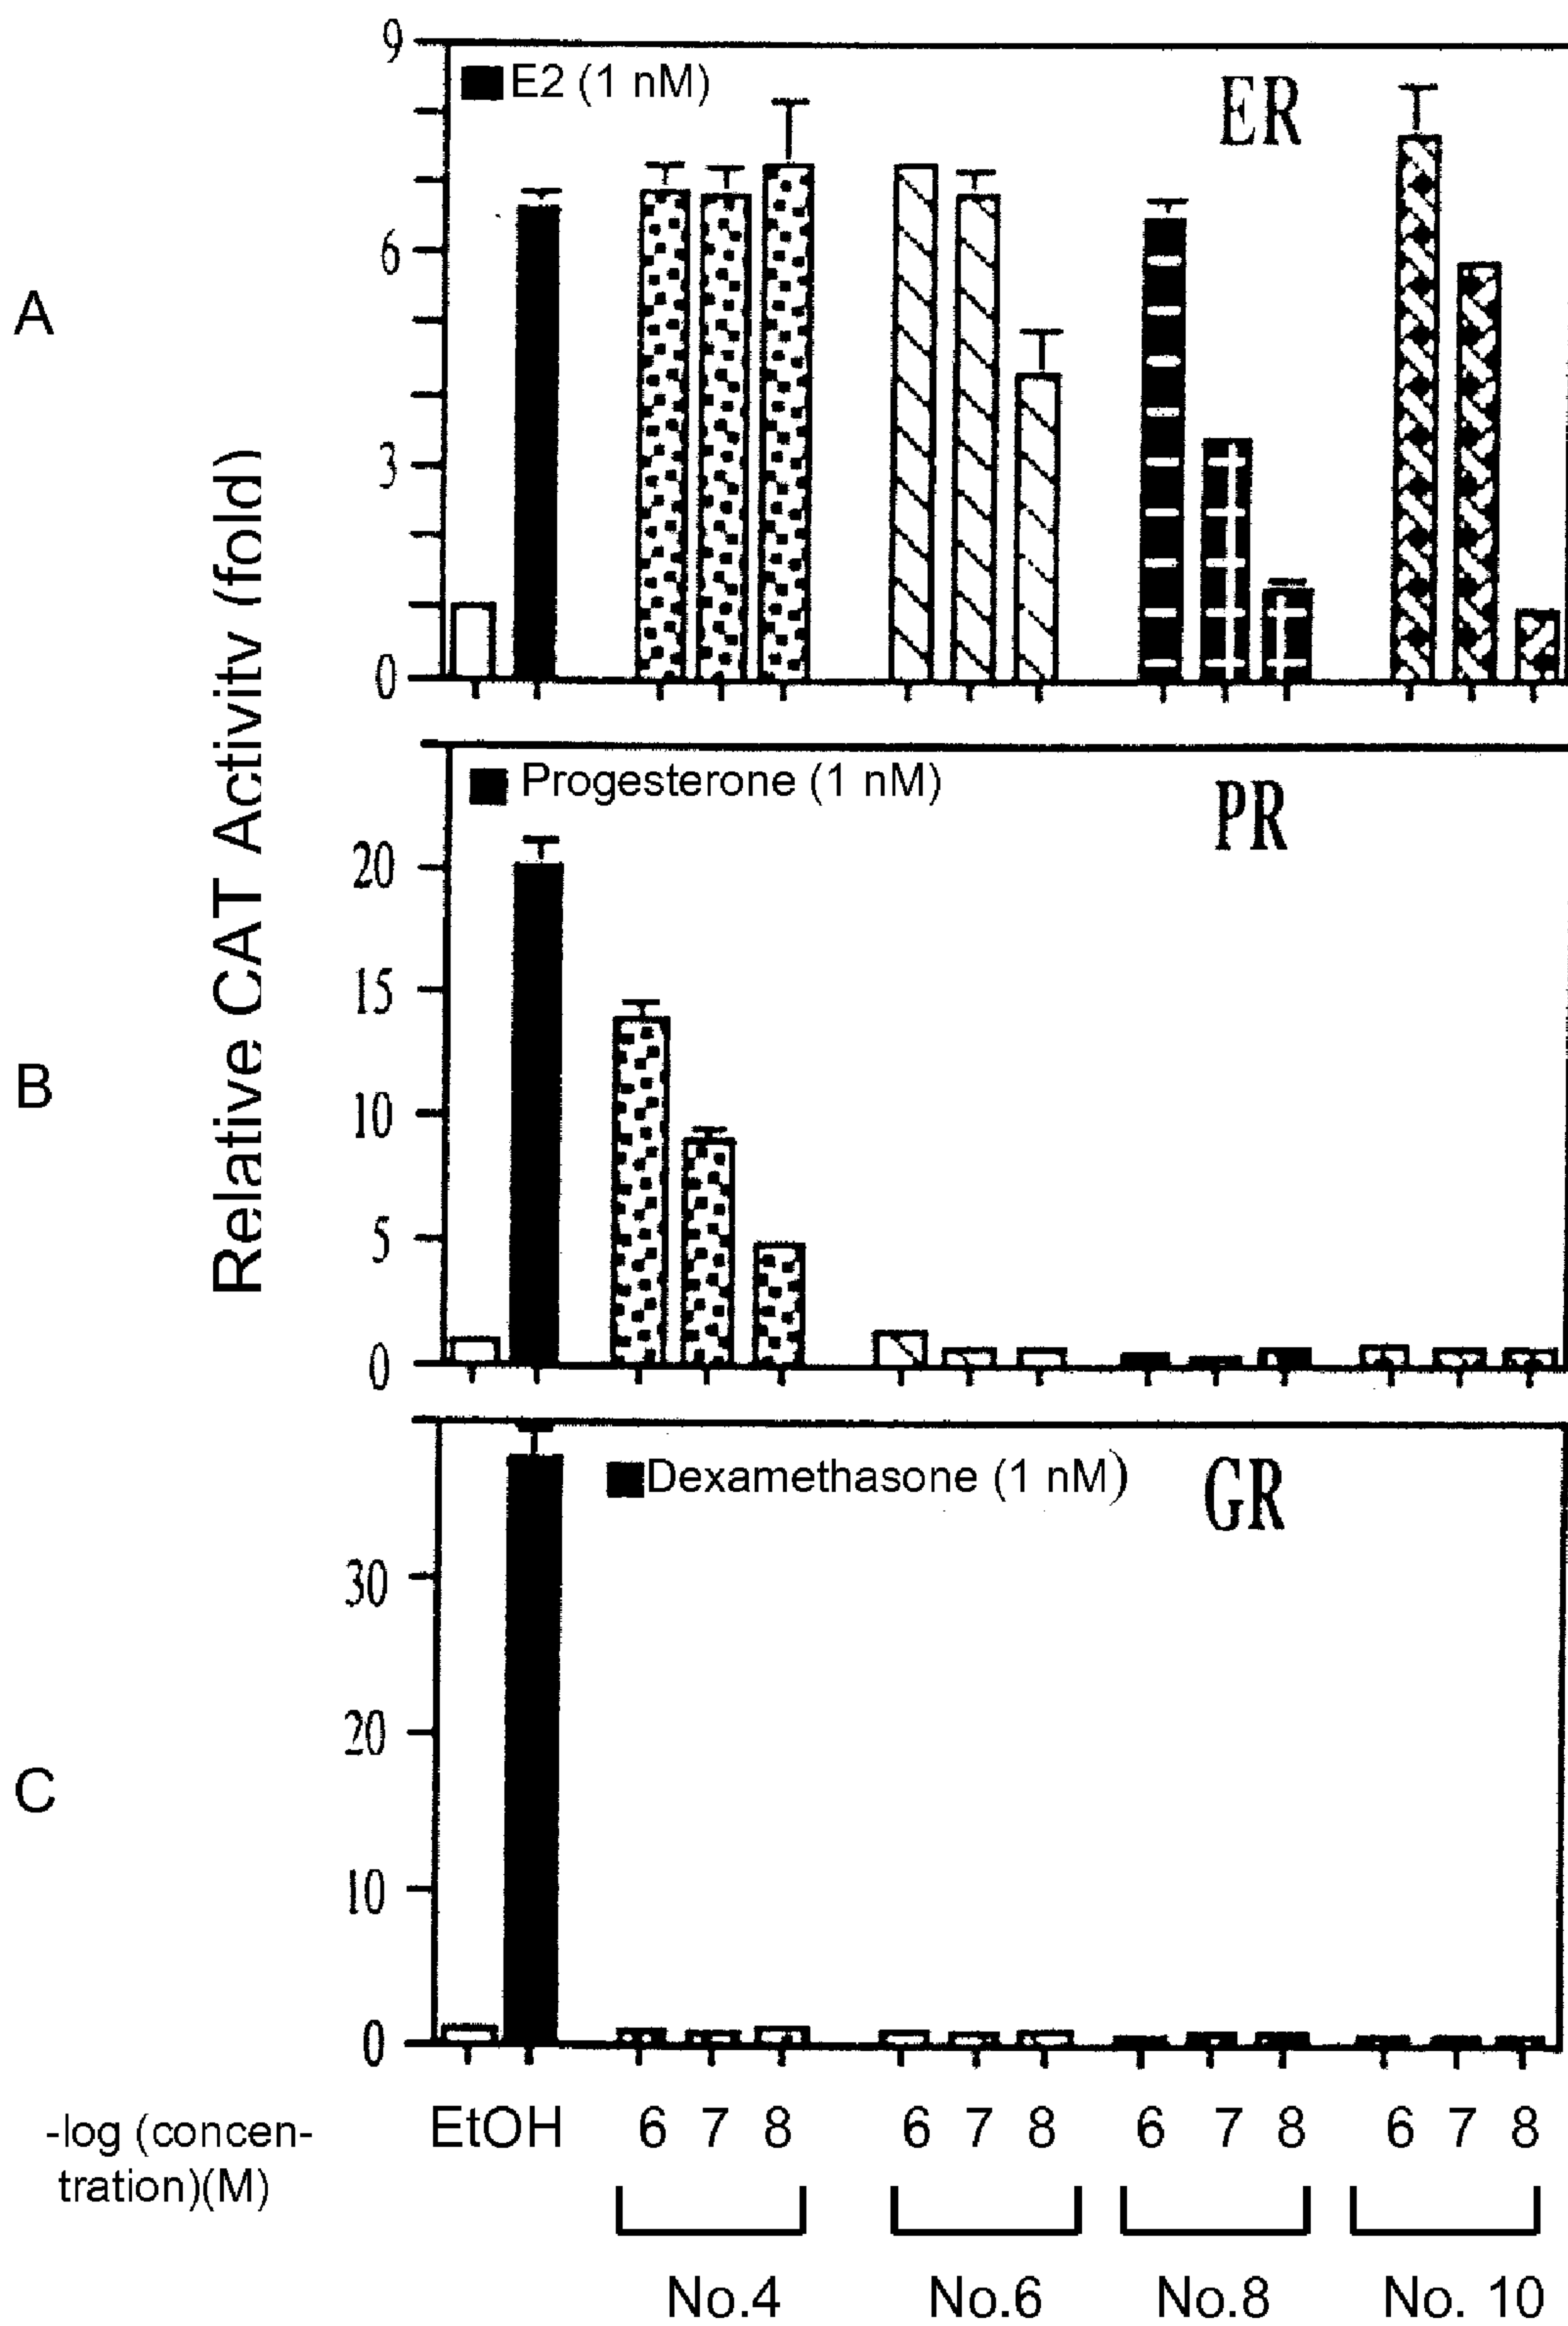 9
E2 (1 nM)
ER
6
A
3
0
Relative CAT Activity (fold)
Progesterone (1 nM)
PR
20
15
B
10
5
0
Dexamethasone (1 nM)
GR
30
20
C
10
0
-log (concen-
tration)(M)
EtOH 6 7 8 6 7 8 6 7 8 6 7 8
No.4 No.6 No.8 No. 10